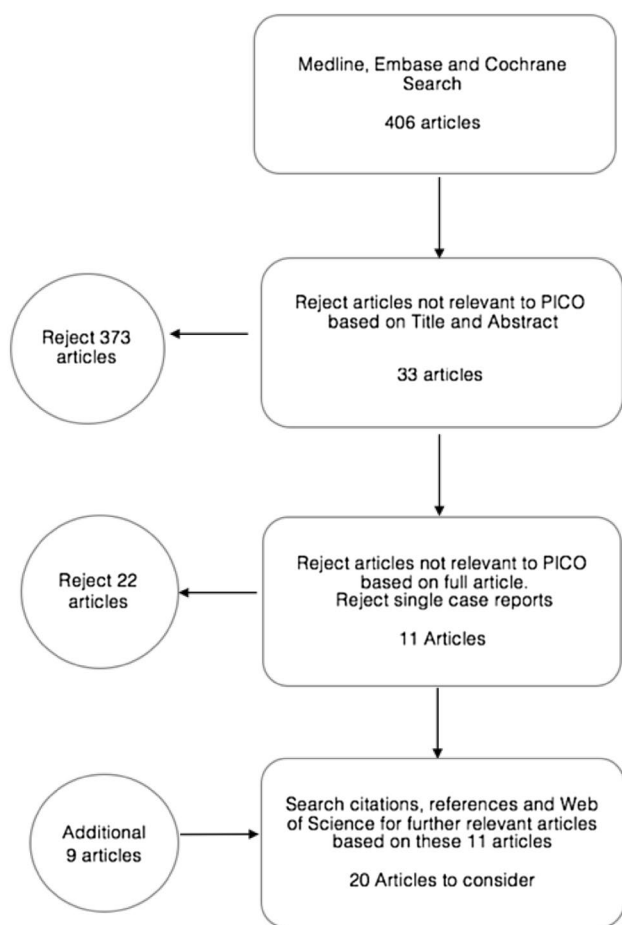 Medline, Embase and Cochrane
Search
406 articles
Reject 373
articles
Reject articles not relevant to PICO
based on Title and Abstract
33 articles
Reject 22
articles
Reject articles not relevant to PICO
based on full article.
Reject single case reports
11 Articles
Additional
9 articles
Search citations, references and Web
of Science for further relevant articles
based on these 11 articles
20 Articles to consider